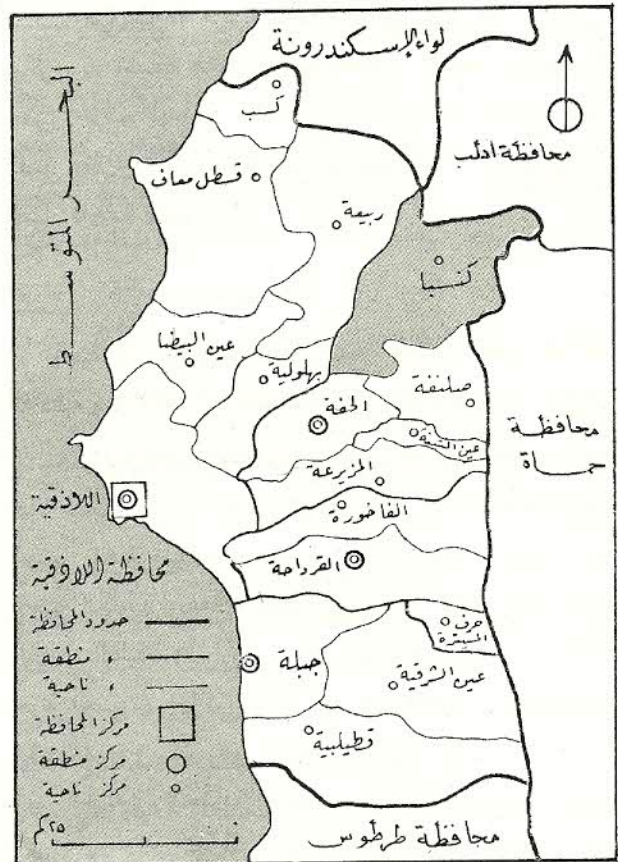 لواء الإسكندرونة
البحر المتوسط
كسب
محافظة ادلب
قسطل معاف
ربيعة
كنسبا
عين البيضا
بهلولية
صلنفة
الحفة
محافظة
حماة
عين التينة
المزيرعة
اللاذقية
الفاخورة
القرداحة
محافظة اللاذقية
حدود المحافظة
» منطقة
» ناحية
مركز المحافظة
مركز منطقة
مركز ناحية
٢٥ كم
حرف
المسيترة
جبلة
عين الشرقية
قطيلبية
محافظة طرطوس